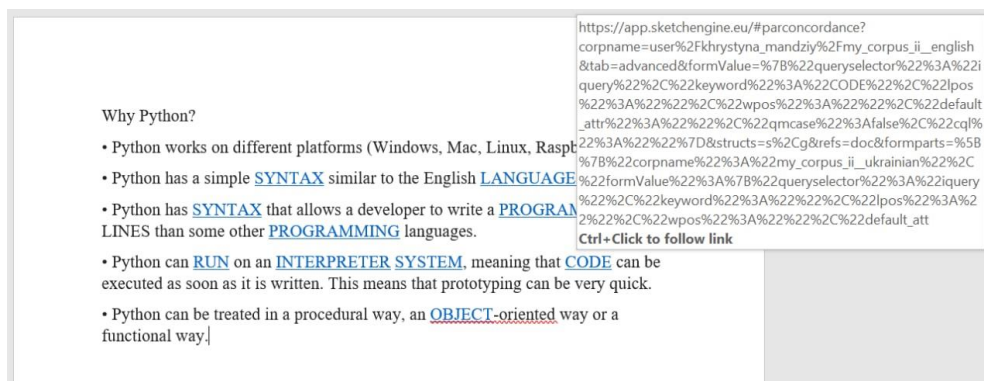 Why Python?
• Python works on different platforms (Windows, Mac, Linux, Raspb
• Python has a simple SYNTAX similar to the English LANGUAGE
• Python has SYNTAX that allows a developer to write a PROGRAM
LINES than some other PROGRAMMING languages.
• Python can RUN on an INTERPRETER SYSTEM, meaning that CODE can be
executed as soon as it is written. This means that prototyping can be very quick.
• Python can be treated in a procedural way, an OBJECT-oriented way or a
functional way.
https://app.sketchengine.eu/#parconcordance?
corpname=user%2Fkhrystyna_mandziy%2Fmy_corpus_ii_english
&tab=advanced&formValue=%7B%22queryselector%22%3A%22i
query%22%2C%22keyword%22%3A%22CODE%22%2C%22lpos
%22%3A%22%22%2C%22wpos%22%3A%22%22%2C%22default
_attr%22%3A%22%22%2C%22qmcase%22%3Afalse%2C%22cql%
22%3A%22%22%7D&structs=s%2Cg&refs=doc&formparts=%5B
%7B%22corpname%22%3A%22my_corpus_ii_ukrainian%22%2C
%22formValue%22%3A%7B%22queryselector%22%3A%22iquery
%22%2C%22keyword%22%3A%22%22%2C%22lpos%22%3A%2
2%22%2C%22wpos%22%3A%22%22%2C%22default_att
Ctrl+Click to follow link